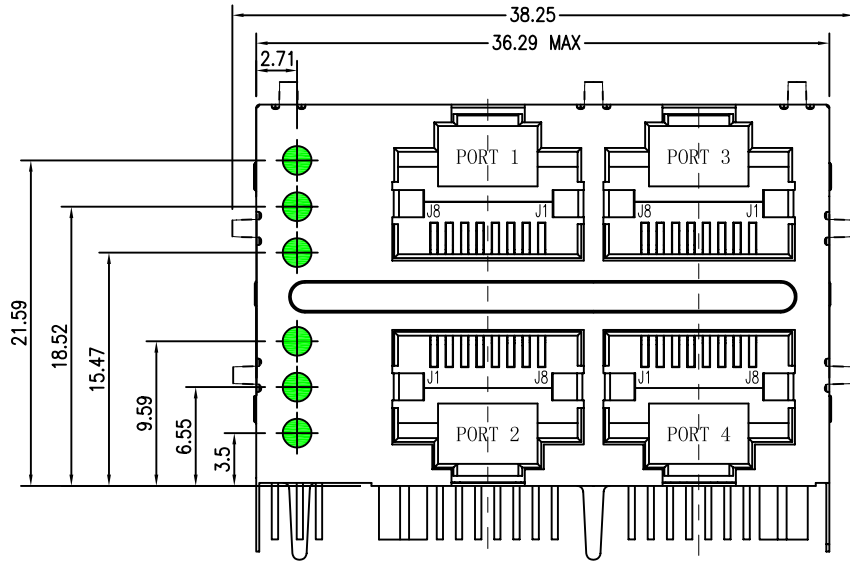 38.25
36.29 MAX
2.71
PORT 1
PORT 3
J8
J1
J8
J1
21.59
18.52
15.47
9.59
6.55
3.5
J1
J8
J1
J8
PORT 2
PORT 4